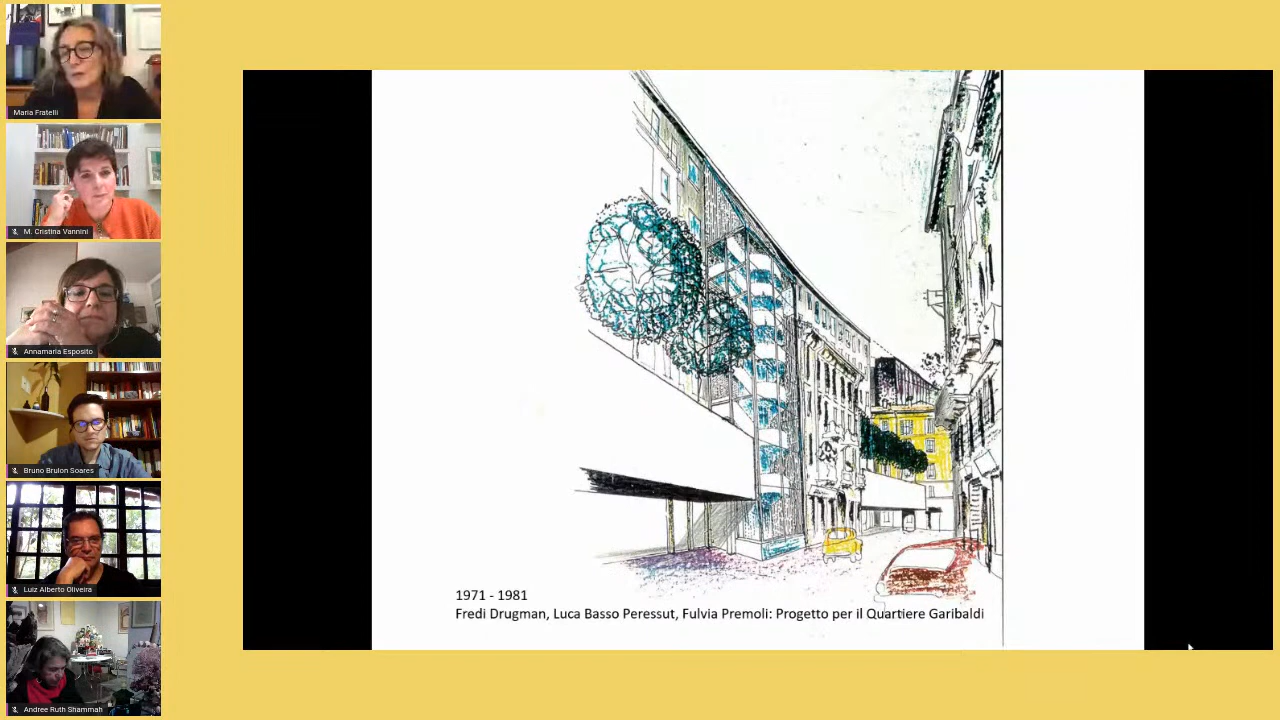 Maria Fratelli
M. Cristina Vannini
Annamaria Esposito
Bruno Brulon Soares
Luiz Alberto Oliveira
Andree Ruth Shammah
1971 - 1981
Fredi Drugman, Luca Basso Peressut, Fulvia Premoli: Progetto per il Quartiere Garibaldi